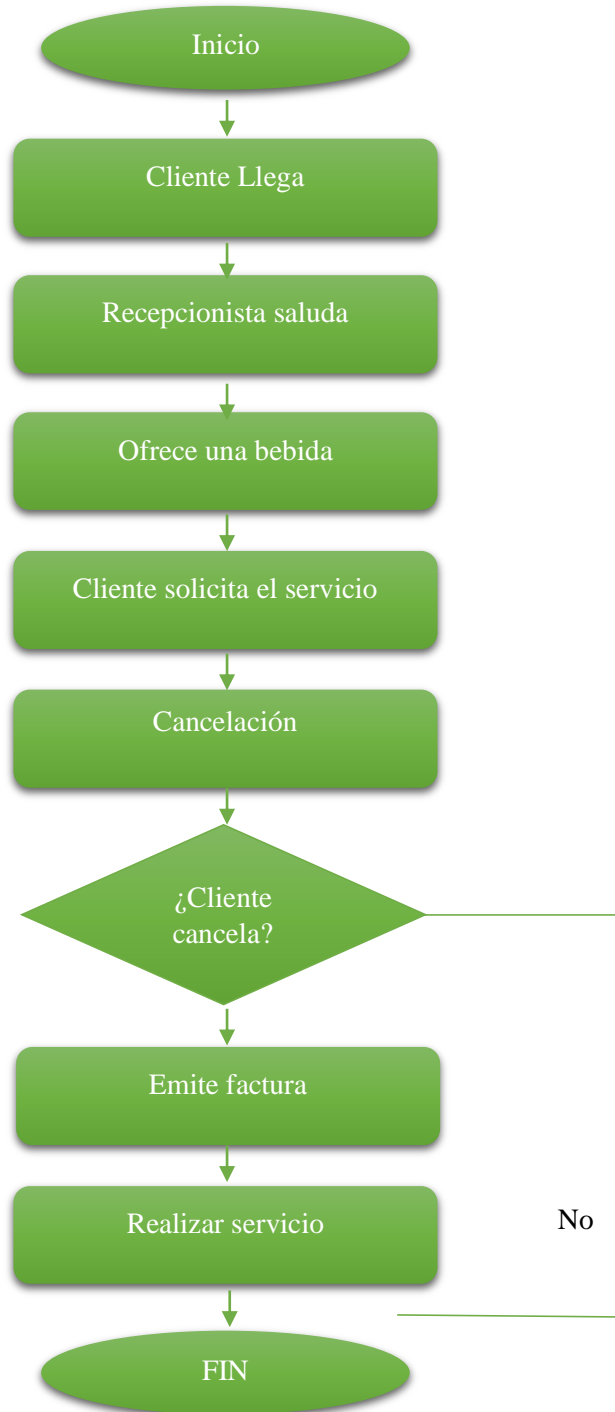 Inicio
Cliente Llega
Recepcionista saluda
Ofrece una bebida
Cliente solicita el servicio
Cancelación
¿Cliente
cancela?
Emite factura
Realizar servicio
No
FIN